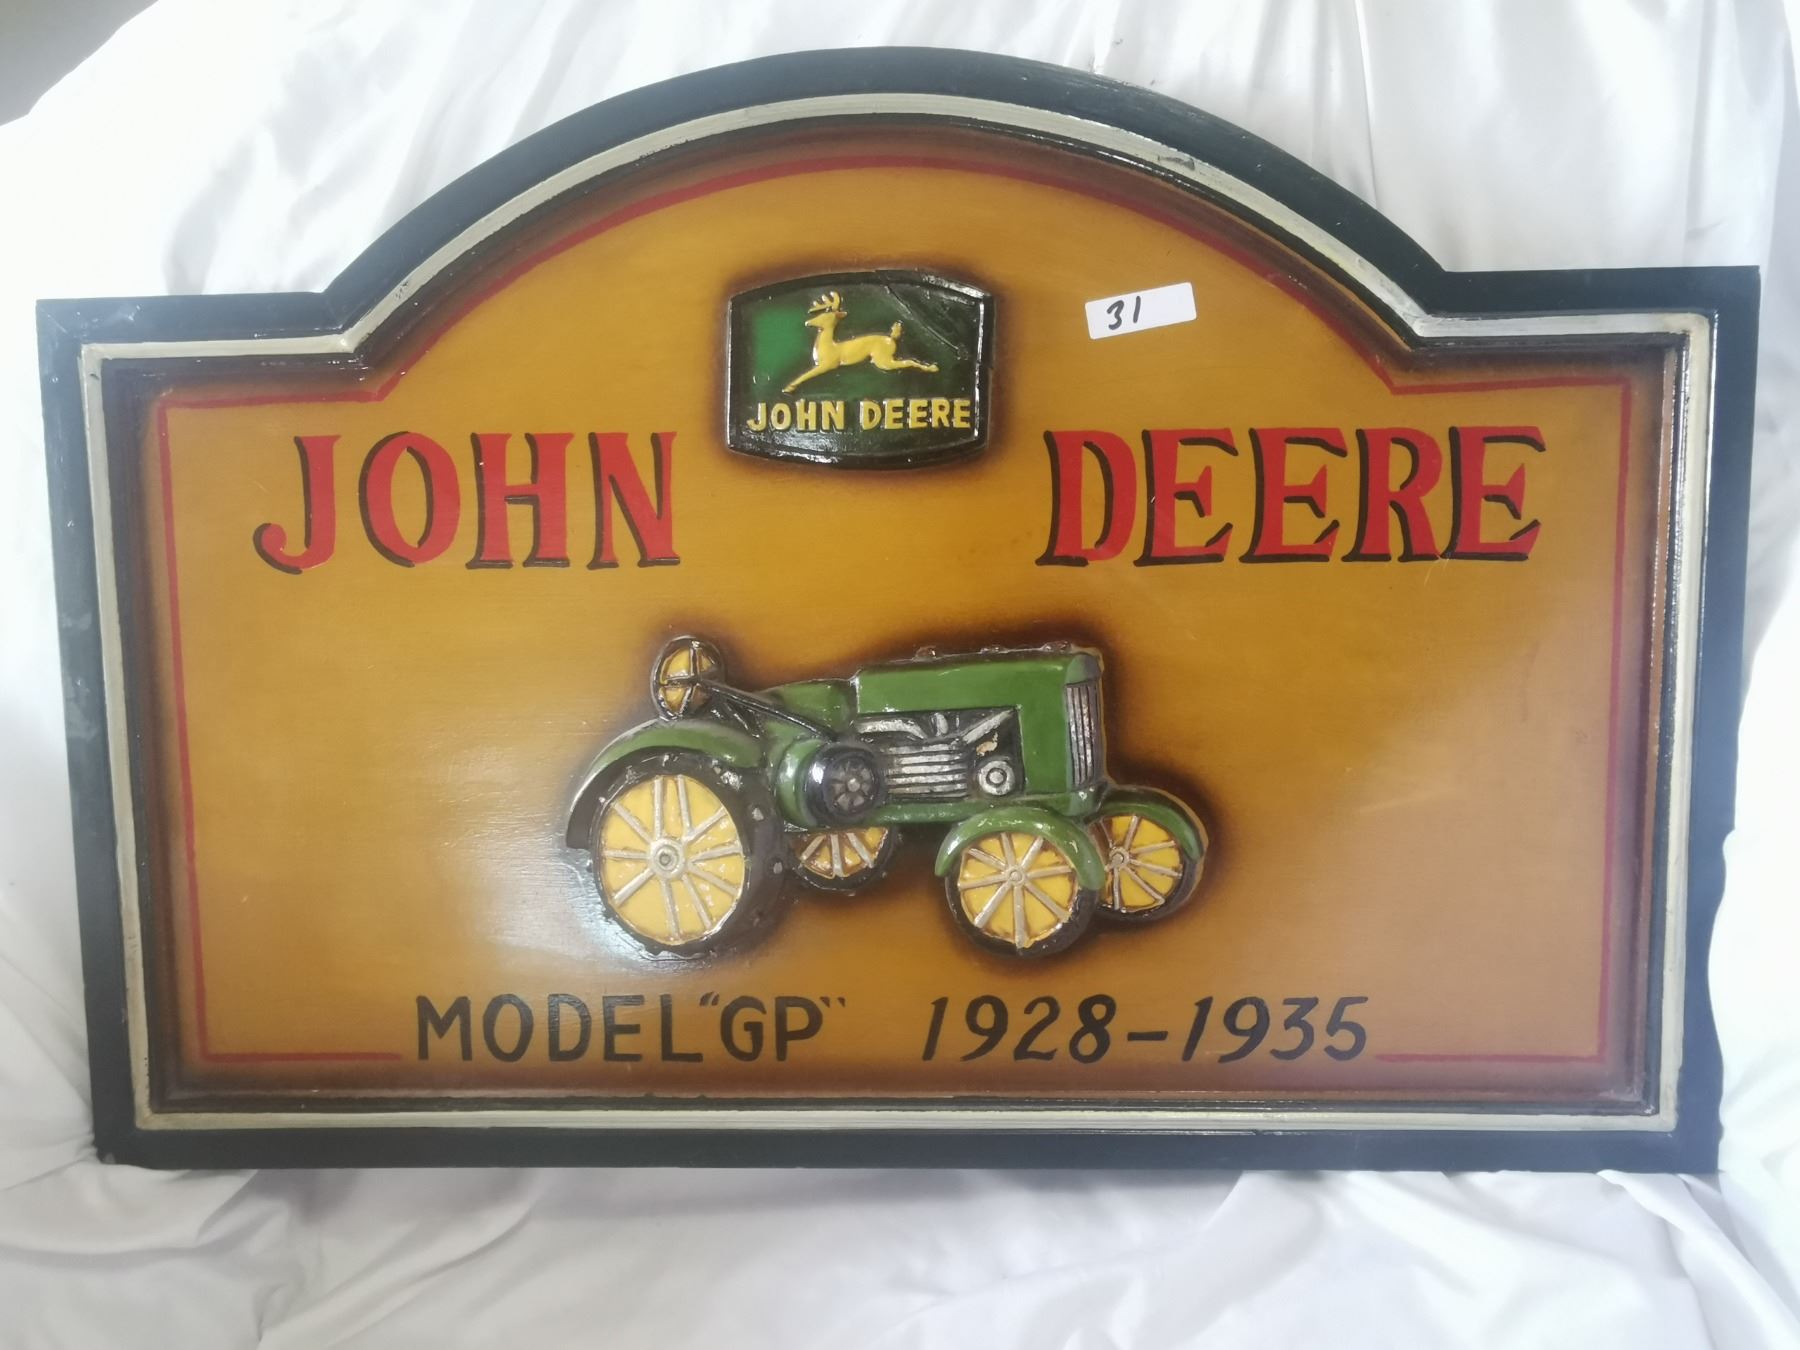 31
JOHN DEERE
JOHN DEERE
MODEL "GP" 1928-1935